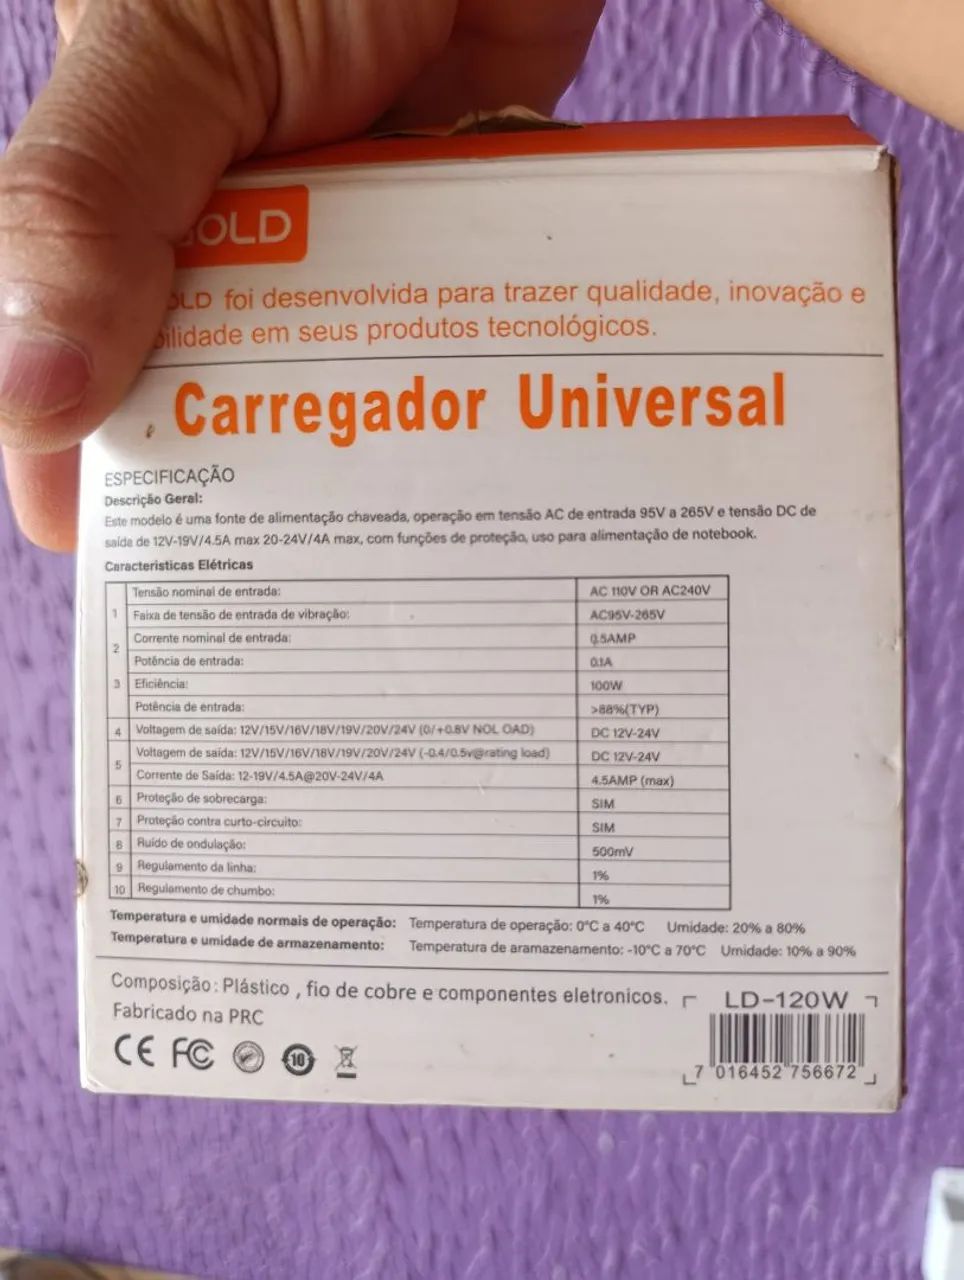 OLD
OLD foi desenvolvida para trazer qualidade, inovação e
bilidade em seus produtos tecnológicos.
Carregador Universal
ESPECIFICAÇÃO
Descrição Geral:
Este modelo é uma fonte de alimentação chaveada, operação em tensão AC de entrada 95V a 265V e tensão DC de
saída de 12V-19V/4.5A max 20-24V/4A max, com funções de proteção, uso para alimentação de notebook.
Caracteristicas Elétricas
1 Tensão nominal de entrada: AC 110V OR AC240V
Faixa de tensão de entrada de vibração: AC95V-265V
2 Corrente nominal de entrada: 0.5AMP
Potência de entrada: 0.1A
3 Eficiência: 100W
Potência de entrada: >88%(TYP)
4 Voltagem de saída: 12V/15V/16V/18V/19V/20V/24V (0/+0.8V NOL OAD) DC 12V-24V
5 Voltagem de saída: 12V/15V/16V/18V/19V/20V/24V (-0.4/0.5v@rating load) DC 12V-24V
Corrente de Saída: 12-19V/4.5A@20V-24V/4A 4.5AMP (max)
6 Proteção de sobrecarga: SIM
7 Proteção contra curto-circuito: SIM
8 Ruído de ondulação: 500mV
9 Regulamento da linha: 1%
10 Regulamento de chumbo: 1%
Temperatura e umidade normais de operação: Temperatura de operação: 0°C a 40°C Umidade: 20% a 80%
Temperatura e umidade de armazenamento: Temperatura de aramazenamento: -10°C a 70°C Umidade: 10% a 90%
Composição: Plástico , fio de cobre e componentes eletronicos.
Fabricado na PRC
LD-120W
CE FC 10
7 016452 756672